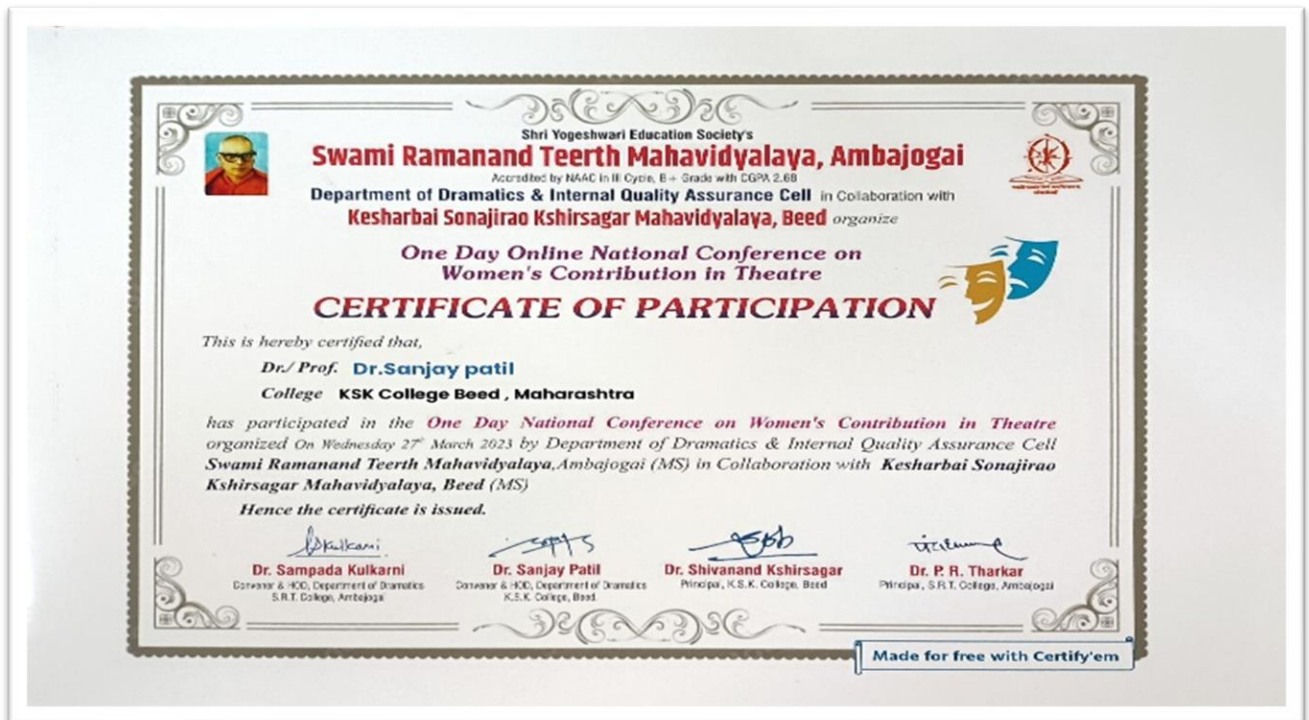 Shri Yogeshwari Education Society's
Swami Ramanand Teerth Mahavidyalaya, Ambajogai
Accredited by NAAC in III Cycle, B+ Grade with CGPA 2.68
Department of Dramatics & Internal Quality Assurance Cell in Collaboration with
Kesharbai Sonajirao Kshirsagar Mahavidyalaya, Beed organize
One Day Online National Conference on
Women's Contribution in Theatre
CERTIFICATE OF PARTICIPATION
This is hereby certified that,
Dr./ Prof. Dr.Sanjay patil
College KSK College Beed , Maharashtra
has participated in the One Day National Conference on Women's Contribution in Theatre
organized On Wednesday 27th March 2023 by Department of Dramatics & Internal Quality Assurance Cell
Swami Ramanand Teerth Mahavidyalaya,Ambajogai (MS) in Collaboration with Kesharbai Sonajirao
Kshirsagar Mahavidyalaya, Beed (MS)
Hence the certificate is issued.
Dr. Sampada Kulkarni
Convenor & HOD, Department of Dramatics
S.R.T. College, Ambajogai
Dr. Sanjay Patil
Convenor & HOD, Department of Dramatics
K.S.K. College, Beed.
Dr. Shivanand Kshirsagar
Principal, K.S.K. College, Beed
Dr. P. R. Tharkar
Principal, S.R.T. College, Ambajogai
Made for free with Certify'em